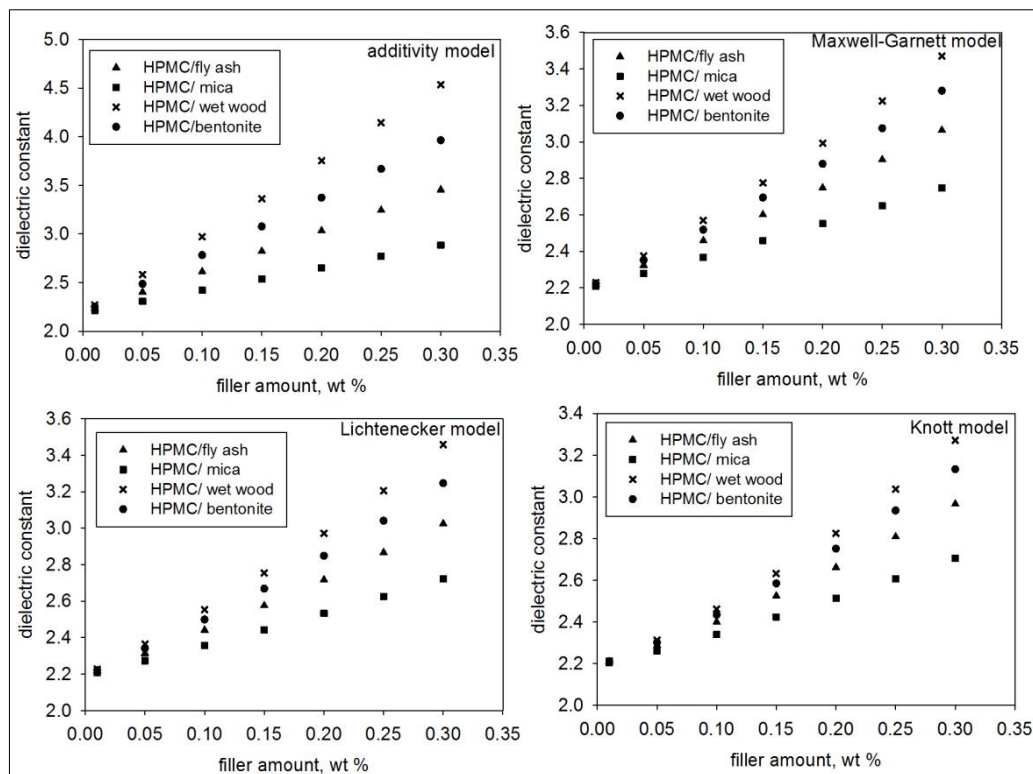 additivity model
HPMC/fly ash
HPMC/ mica
HPMC/ wet wood
HPMC/bentonite
5.0
4.5
4.0
3.5
3.0
2.5
2.0
dielectric constant
0.00 0.05 0.10 0.15 0.20 0.25 0.30 0.35
filler amount, wt %
Maxwell-Garnett model
HPMC/fly ash
HPMC/ mica
HPMC/ wet wood
HPMC/ bentonite
3.6
3.4
3.2
3.0
2.8
2.6
2.4
2.2
2.0
dielectric constant
0.00 0.05 0.10 0.15 0.20 0.25 0.30 0.35
filler amount, wt %
Lichtenecker model
HPMC/fly ash
HPMC/ mica
HPMC/ wet wood
HPMC/ bentonite
3.6
3.4
3.2
3.0
2.8
2.6
2.4
2.2
2.0
dielectric constant
0.00 0.05 0.10 0.15 0.20 0.25 0.30 0.35
filler amount, wt %
Knott model
HPMC/fly ash
HPMC/ mica
HPMC/ wet wood
HPMC/ bentonite
3.4
3.2
3.0
2.8
2.6
2.4
2.2
2.0
dielectric constant
0.00 0.05 0.10 0.15 0.20 0.25 0.30 0.35
filler amount, wt %